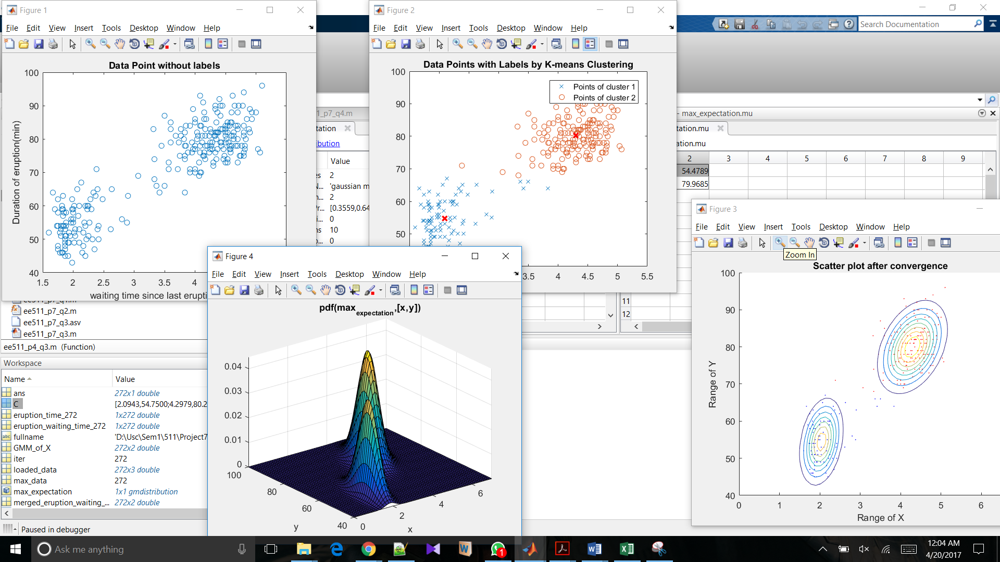 Figure 1
File Edit View Insert Tools Desktop Window Help
Data Point without labels
Duration of eruption(min)
100
90
80
70
60
50
40
1.5 2 2.5 3 3.5 4
waiting time since last erupti
Figure 2
File Edit View Insert Tools Desktop Window Help
Data Points with Labels by K-means Clustering
Points of cluster 1
Points of cluster 2
100
90
80
70
60
50
3.5 4 4.5 5 5.5
Search Documentation
1_p7_q4.m
tation
ribution
Value
es 2
N... 'gaussian m
n... 2
Pr... [0.3559,0.64
i... 0
ns 10
o... 0
- max_expectation.mu
tation.mu
ation.mu
2 3 4 5 6 7 8 9
54.4789
79.9685
11
12
Figure 3
File Edit View Insert Tools Desktop Window Help
Zoom In
Scatter plot after convergence
Range of Y
100
90
80
70
60
50
40
0 1 2 3 4 5 6
Range of X
Figure 4
File Edit View Insert Tools Desktop Window Help
pdf(max expectation,[x,y])
0.04
0.03
0.02
0.01
0
100
80
60
40
y
0
2
4
6
x
ee511_p7_q2.m
ee511_p7_q3.asv
ee511_p7_q3.m
ee511_p4_q3.m (Function)
Workspace
Name Value
ans 272x1 double
C [2.0943,54.7500;4.2979,80.2
eruption_time_272 1x272 double
eruption_waiting_time_272 1x272 double
abc fullname 'D:\Usc\Sem1\511\Project7
GMM_of_X 272x2 double
iter 272
loaded_data 272x3 double
max_data 272
max_expectation 1x1 gmdistribution
merged_eruption_waiting_... 272x2 double
Paused in debugger
Ask me anything
1
12:04 AM
4/20/2017